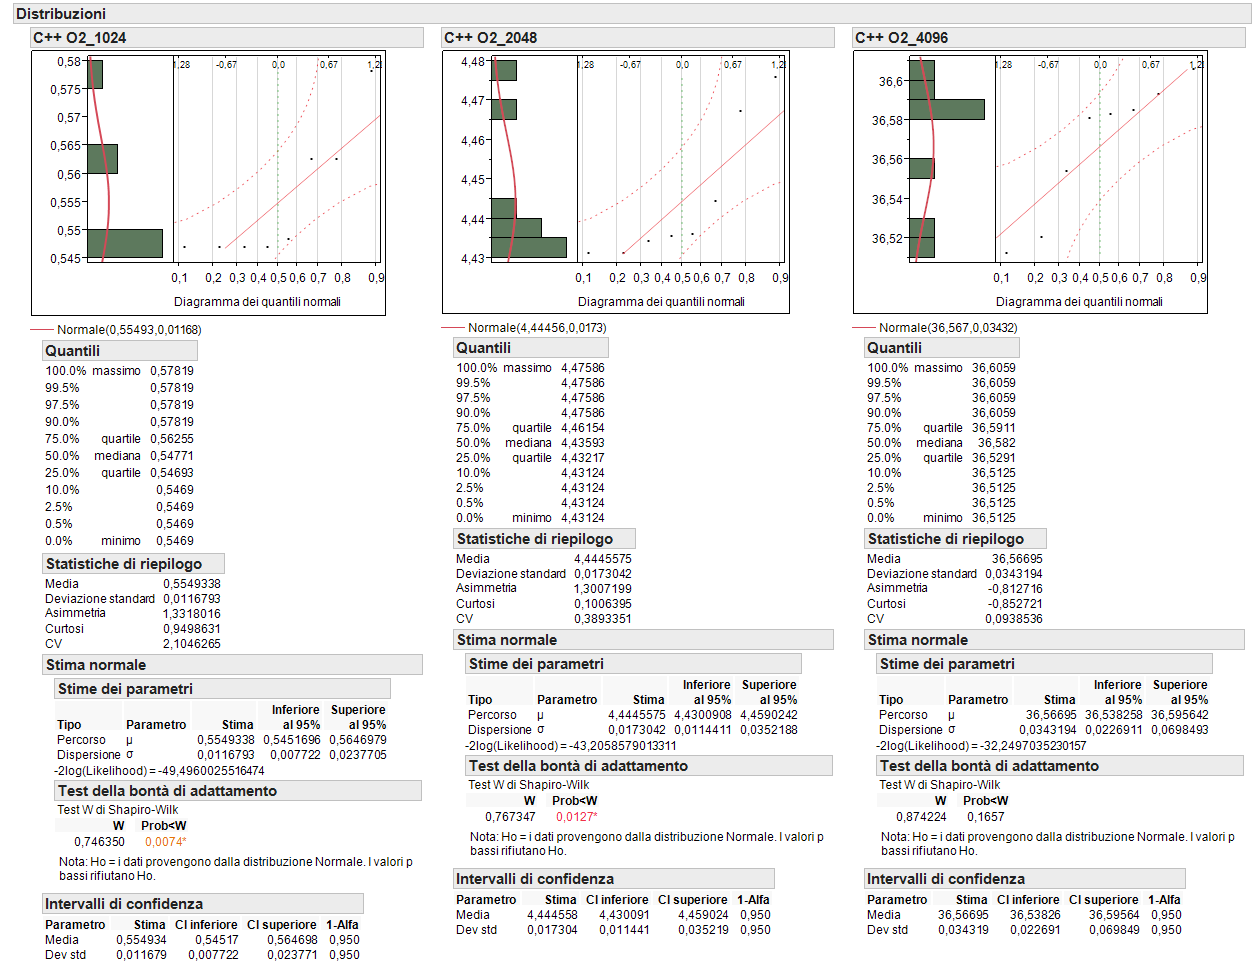 Distribuzioni
C++ O2_1024
0,58
0,575
0,57
0,565
0,56
0,555
0,55
0,545
1,28 -0,67 0,0 0,67 1,2
0,1 0,2 0,3 0,4 0,5 0,6 0,7 0,8 0,9
Diagramma dei quantili normali
Normale(0,55493,0,01168)
Quantili
100.0% massimo 0,57819
99.5% 0,57819
97.5% 0,57819
90.0% 0,57819
75.0% quartile 0,56255
50.0% mediana 0,54771
25.0% quartile 0,54693
10.0% 0,5469
2.5% 0,5469
0.5% 0,5469
0.0% minimo 0,5469
Statistiche di riepilogo
Media 0,5549338
Deviazione standard 0,0116793
Asimmetria 1,3318016
Curtosi 0,9498631
CV 2,1046265
Stima normale
Stime dei parametri
Tipo Parametro Stima Inferiore al 95% Superiore al 95%
Percorso μ 0,5549338 0,5451696 0,5646979
Dispersione σ 0,0116793 0,007722 0,0237705
-2log(Likelihood) = -49,4960025516474
Test della bontà di adattamento
Test W di Shapiro-Wilk
W Prob<W
0,746350 0,0074*
Nota: Ho = i dati provengono dalla distribuzione Normale. I valori p
bassi rifiutano Ho.
Intervalli di confidenza
Parametro Stima CI inferiore CI superiore 1-Alfa
Media 0,554934 0,54517 0,564698 0,950
Dev std 0,011679 0,007722 0,023771 0,950
C++ O2_2048
4,48
4,47
4,46
4,45
4,44
4,43
1,28 -0,67 0,0 0,67 1,2
0,1 0,2 0,3 0,4 0,5 0,6 0,7 0,8 0,9
Diagramma dei quantili normali
Normale(4,44456,0,0173)
Quantili
100.0% massimo 4,47586
99.5% 4,47586
97.5% 4,47586
90.0% 4,47586
75.0% quartile 4,46154
50.0% mediana 4,43593
25.0% quartile 4,43217
10.0% 4,43124
2.5% 4,43124
0.5% 4,43124
0.0% minimo 4,43124
Statistiche di riepilogo
Media 4,4445575
Deviazione standard 0,0173042
Asimmetria 1,3007199
Curtosi 0,1006395
CV 0,3893351
Stima normale
Stime dei parametri
Tipo Parametro Stima Inferiore al 95% Superiore al 95%
Percorso μ 4,4445575 4,4300908 4,4590242
Dispersione σ 0,0173042 0,0114411 0,0352188
-2log(Likelihood) = -43,2058579013311
Test della bontà di adattamento
Test W di Shapiro-Wilk
W Prob<W
0,767347 0,0127*
Nota: Ho = i dati provengono dalla distribuzione Normale. I valori p
bassi rifiutano Ho.
Intervalli di confidenza
Parametro Stima CI inferiore CI superiore 1-Alfa
Media 4,444558 4,430091 4,459024 0,950
Dev std 0,017304 0,011441 0,035219 0,950
C++ O2_4096
36,6
36,58
36,56
36,54
36,52
1,28 -0,67 0,0 0,67 1,2
0,1 0,2 0,3 0,4 0,5 0,6 0,7 0,8 0,9
Diagramma dei quantili normali
Normale(36,567,0,03432)
Quantili
100.0% massimo 36,6059
99.5% 36,6059
97.5% 36,6059
90.0% 36,6059
75.0% quartile 36,5911
50.0% mediana 36,582
25.0% quartile 36,5291
10.0% 36,5125
2.5% 36,5125
0.5% 36,5125
0.0% minimo 36,5125
Statistiche di riepilogo
Media 36,56695
Deviazione standard 0,0343194
Asimmetria -0,812716
Curtosi -0,852721
CV 0,0938536
Stima normale
Stime dei parametri
Tipo Parametro Stima Inferiore al 95% Superiore al 95%
Percorso μ 36,56695 36,538258 36,595642
Dispersione σ 0,0343194 0,0226911 0,0698493
-2log(Likelihood) = -32,2497035230157
Test della bontà di adattamento
Test W di Shapiro-Wilk
W Prob<W
0,874224 0,1657
Nota: Ho = i dati provengono dalla distribuzione Normale. I valori p
bassi rifiutano Ho.
Intervalli di confidenza
Parametro Stima CI inferiore CI superiore 1-Alfa
Media 36,56695 36,53826 36,59564 0,950
Dev std 0,034319 0,022691 0,069849 0,950